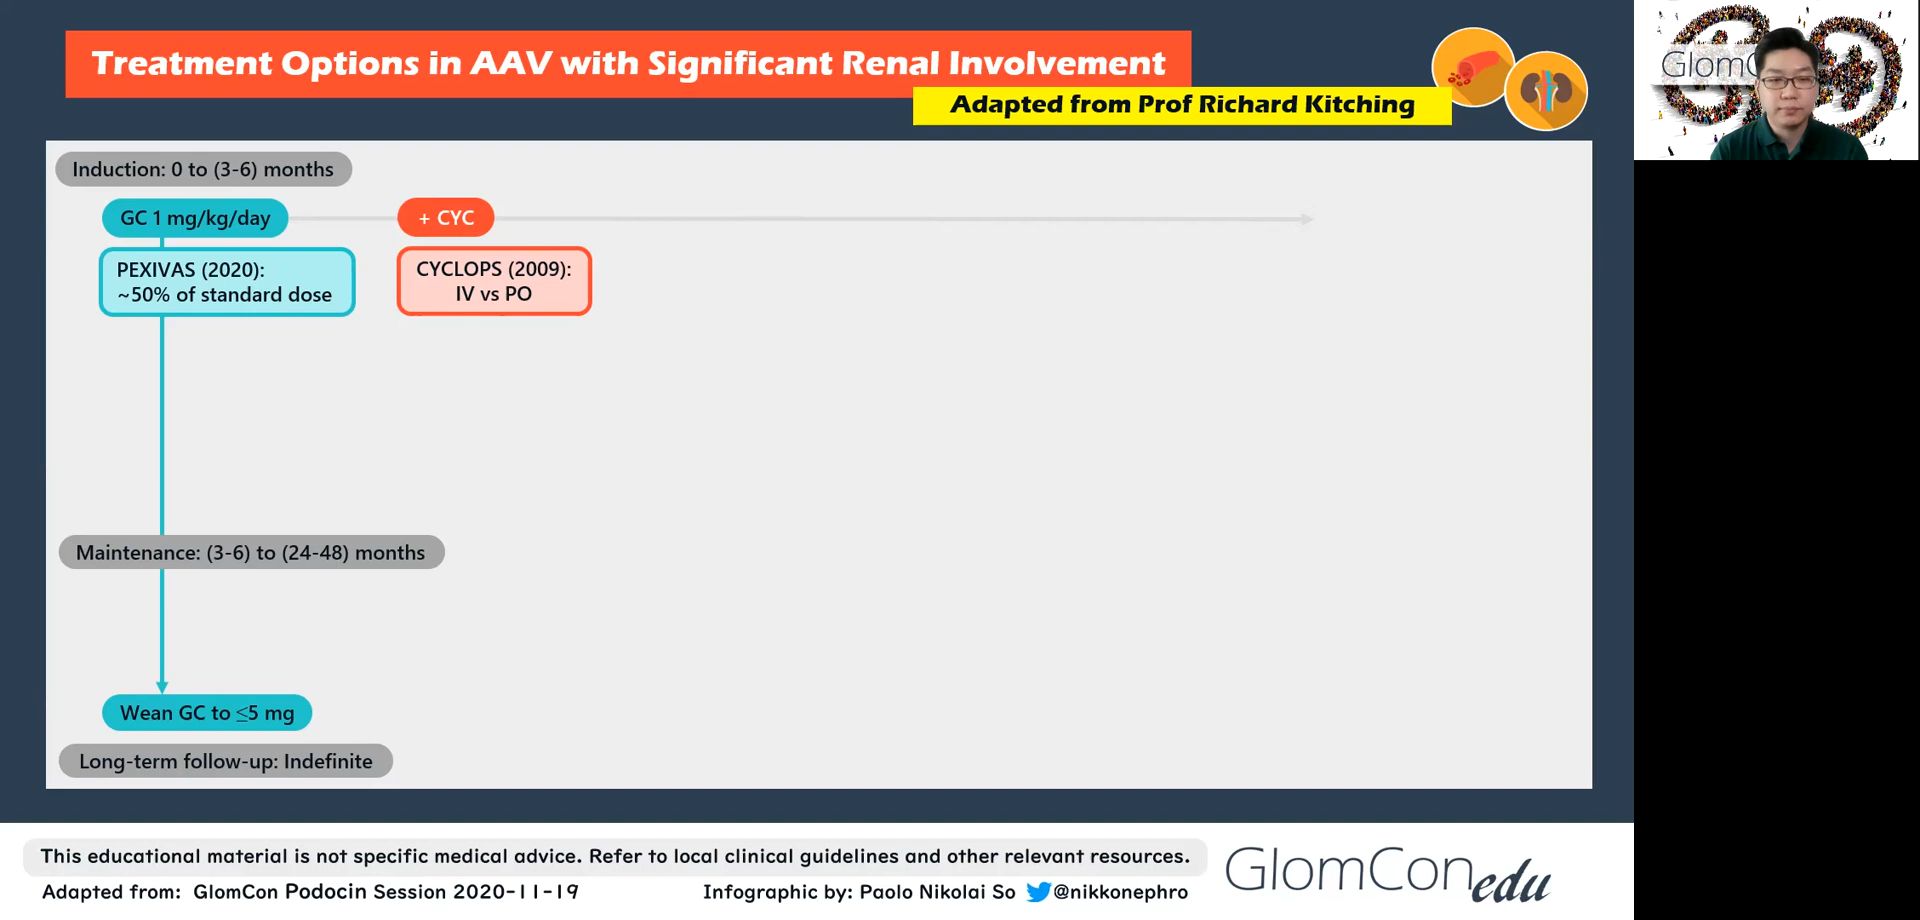 Treatment Options in AAV with Significant Renal Involvement
Adapted from Prof Richard Kitching
Induction: 0 to (3-6) months
GC 1 mg/kg/day
+ CYC
PEXIVAS (2020):
~50% of standard dose
CYCLOPS (2009):
IV vs PO
Maintenance: (3-6) to (24-48) months
Wean GC to ≤5 mg
Long-term follow-up: Indefinite
This educational material is not specific medical advice. Refer to local clinical guidelines and other relevant resources.
Adapted from: GlomCon Podocin Session 2020-11-19
Infographic by: Paolo Nikolai So @nikkonephro
GlomCon edu